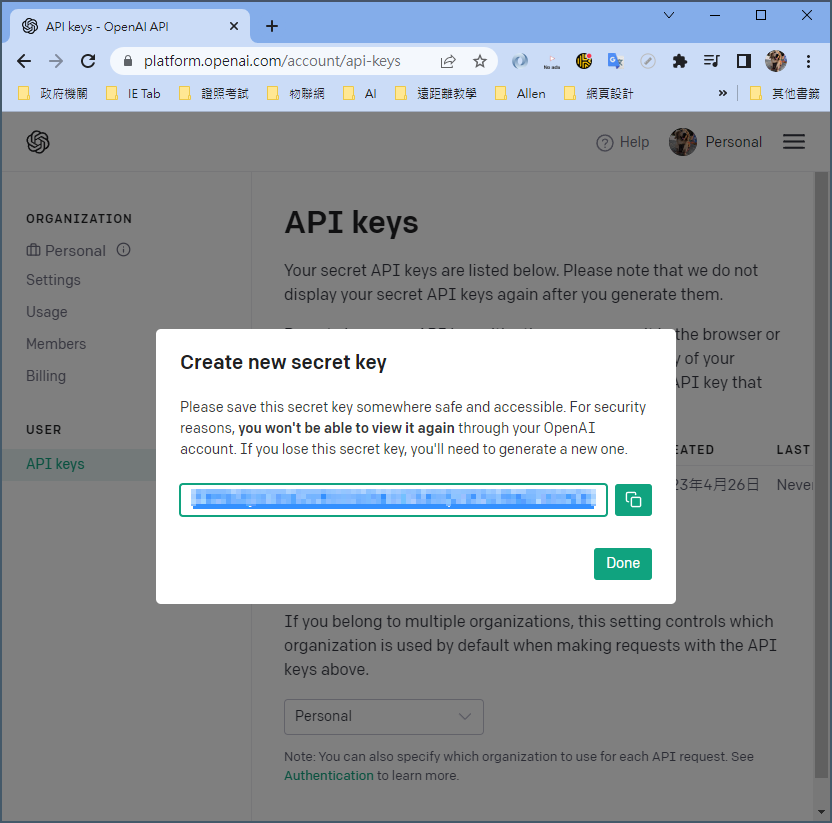 API keys - OpenAI API
platform.openai.com/account/api-keys
No ads
政府機關
IE Tab
證照考試
物聯網
AI
遠距離教學
Allen
網頁設計
»
其他書籤
Help
Personal
ORGANIZATION
Personal
Settings
Usage
Members
Billing
USER
API keys
API keys
Your secret API keys are listed below. Please note that we do not
display your secret API keys again after you generate them.
the browser or
y of your
API key that
EATED
LAST
23年4月26日
Never
Create new secret key
Please save this secret key somewhere safe and accessible. For security
reasons, you won't be able to view it again through your OpenAI
account. If you lose this secret key, you'll need to generate a new one.
Done
If you belong to multiple organizations, this setting controls which
organization is used by default when making requests with the API
keys above.
Personal
Note: You can also specify which organization to use for each API request. See
Authentication to learn more.